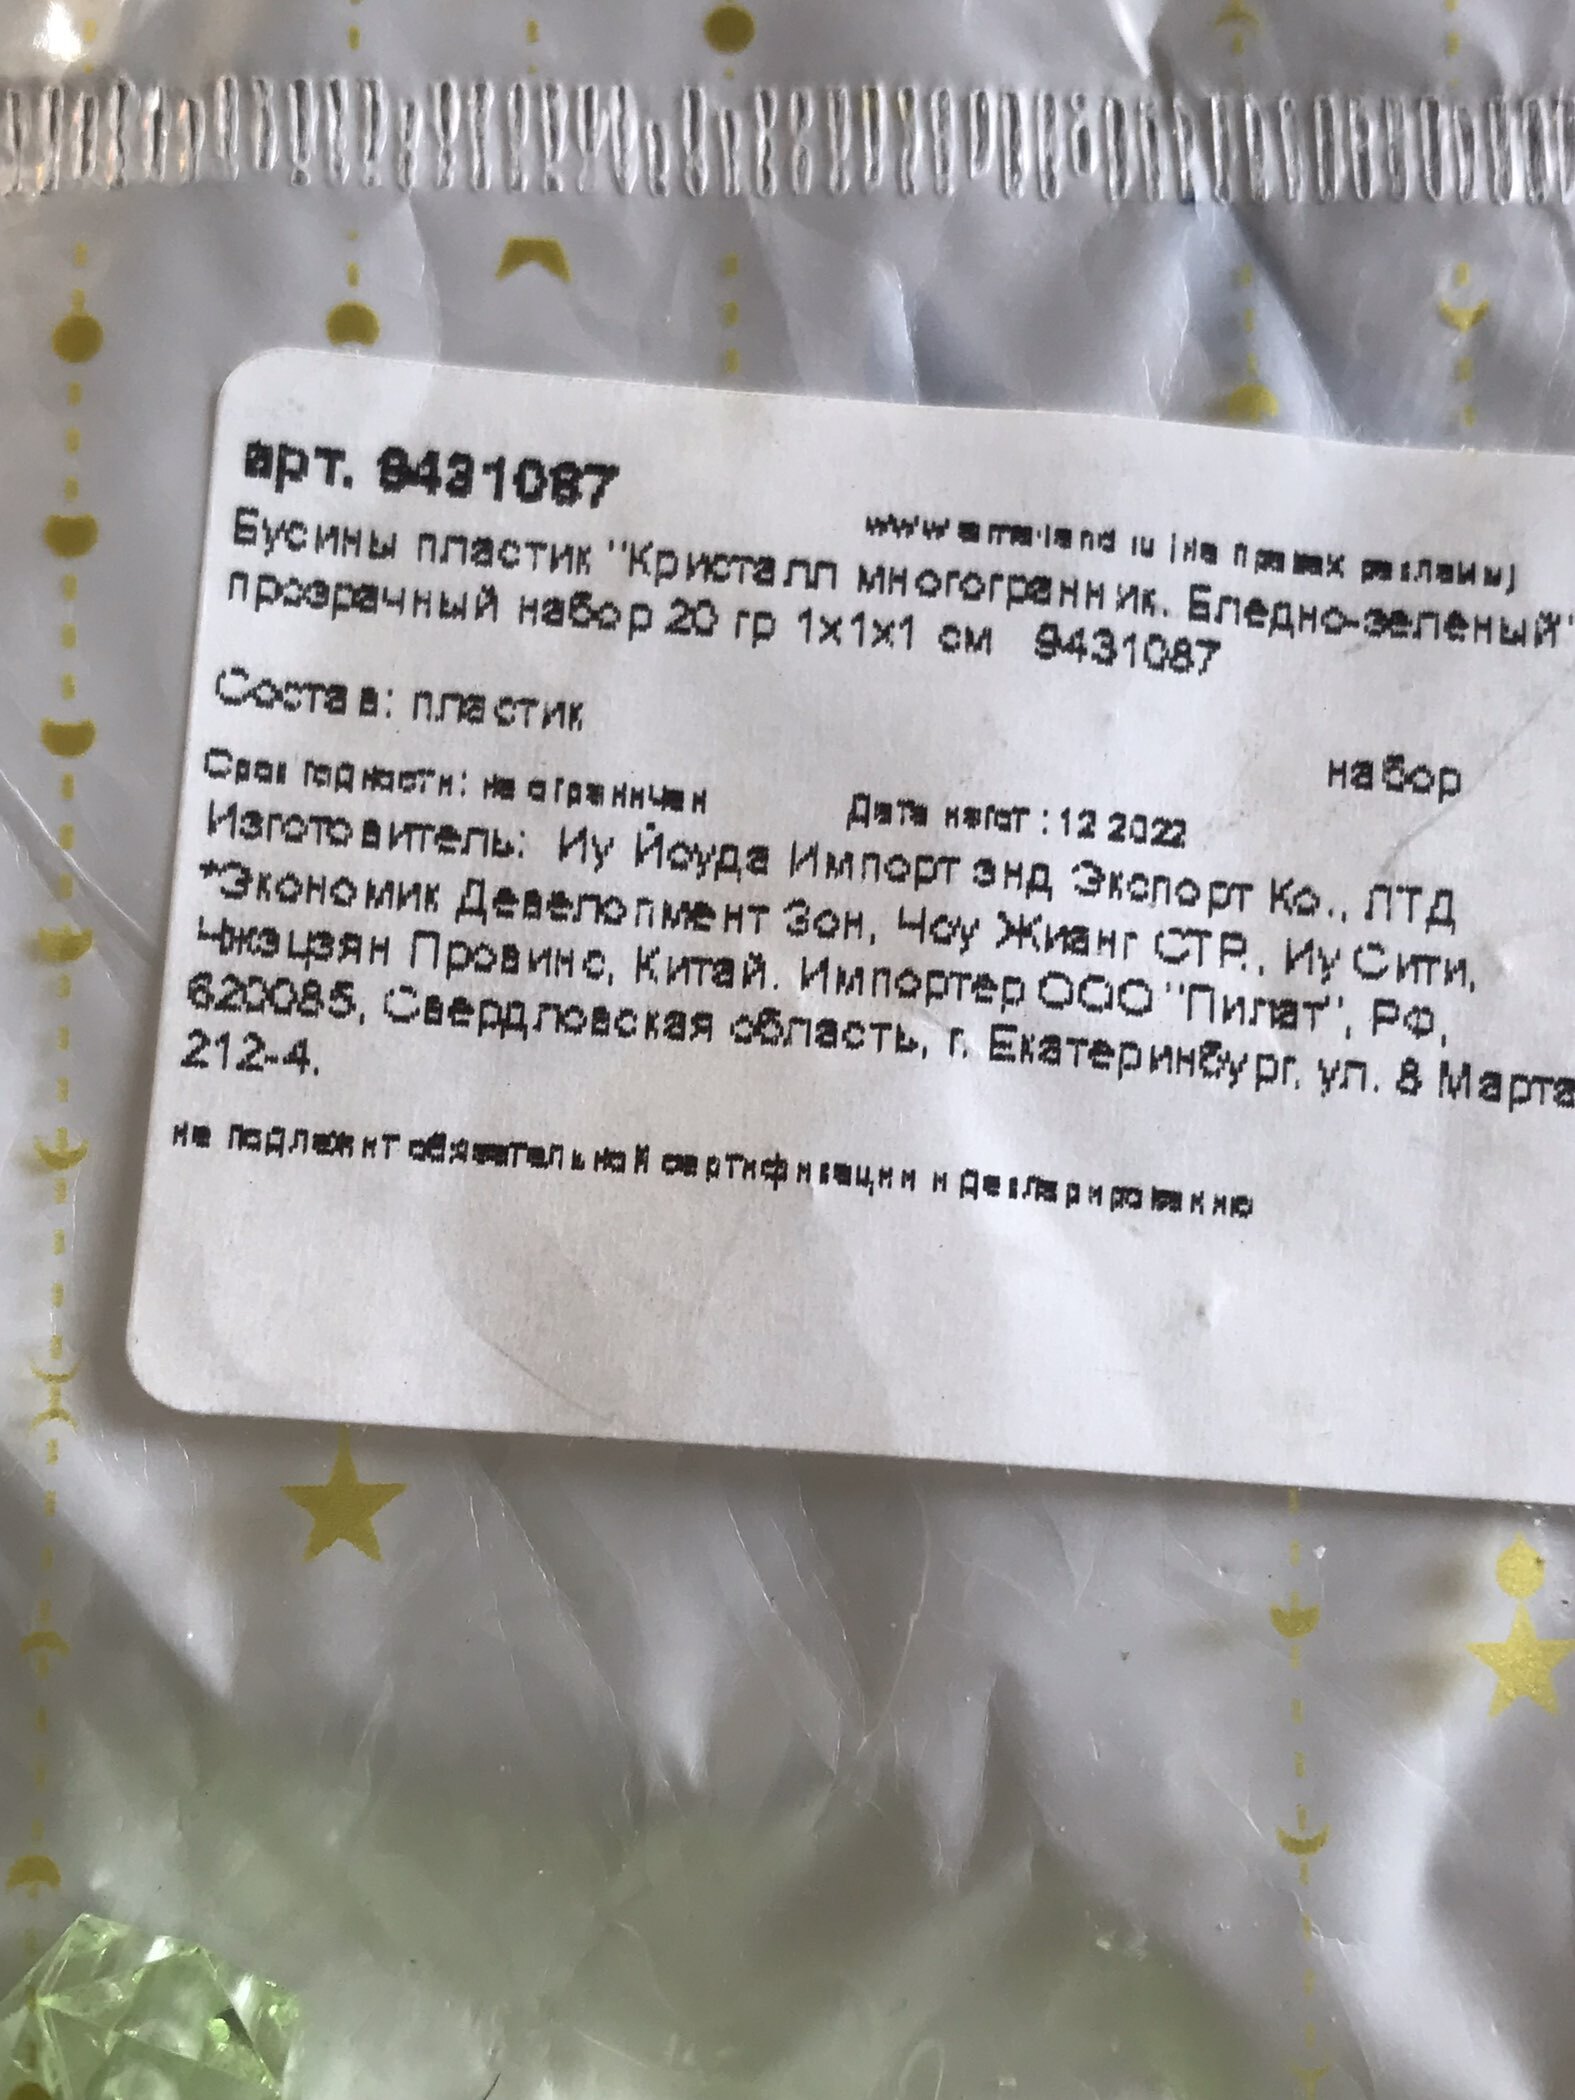 арт. 9431087
www.sima-land.ru (на правах рекламы)
Бусины пластик "Кристалл многогранник. Бледно-зеленый"
прозрачный набор 20 гр 1х1х1 см 9431087
Состав: пластик
набор
Срок годности: не ограничен Дата изгот : 12 2022
Изготовитель: Иу Йоуда Импорт энд Экспорт Ко., ЛТД
"Экономик Девелопмент Зон, Чоу Жианг СТР., Иу Сити,
Чжэцзян Провинс, Китай. Импортер ООО "Пилат", РФ,
620085, Свердловская область, г. Екатеринбург, ул. 8 Марта
212-4.
не подлежит обязательной сертификации и декларированию